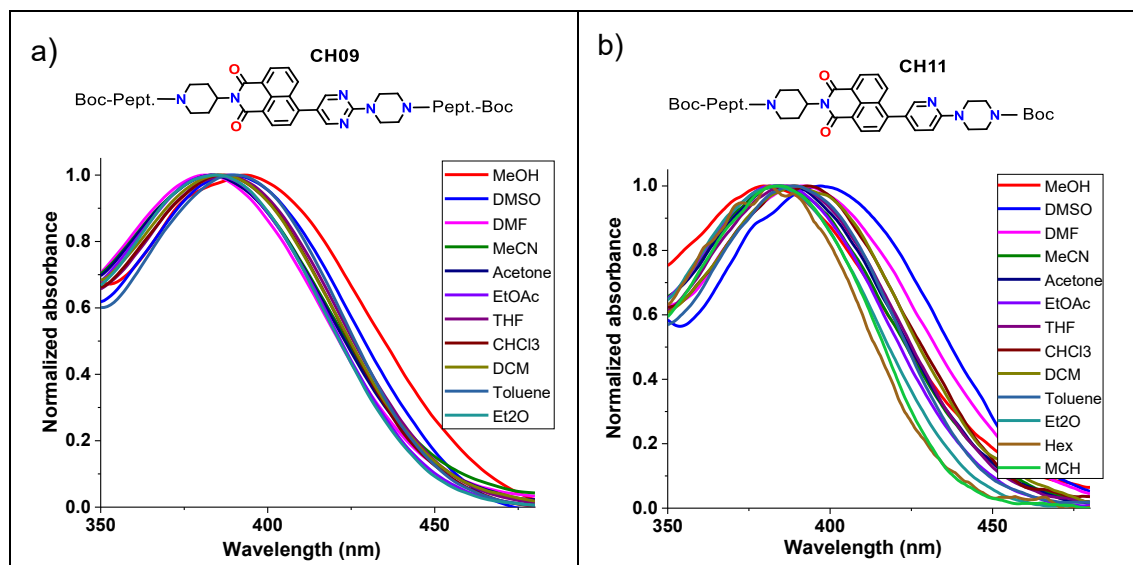 a)
CH09
O
Boc-Pept.
N
N
O
N
N
N
N
Pept.-Boc
Normalized absorbance
1.0
0.8
0.6
0.4
0.2
0.0
350
400
450
Wavelength (nm)
MeOH
DMSO
DMF
MeCN
Acetone
EtOAc
THF
CHCl3
DCM
Toluene
Et2O
b)
CH11
O
Boc-Pept.
N
N
O
N
N
N
Boc
Normalized absorbance
1.0
0.8
0.6
0.4
0.2
0.0
350
400
450
Wavelength (nm)
MeOH
DMSO
DMF
MeCN
Acetone
EtOAc
THF
CHCl3
DCM
Toluene
Et2O
Hex
MCH